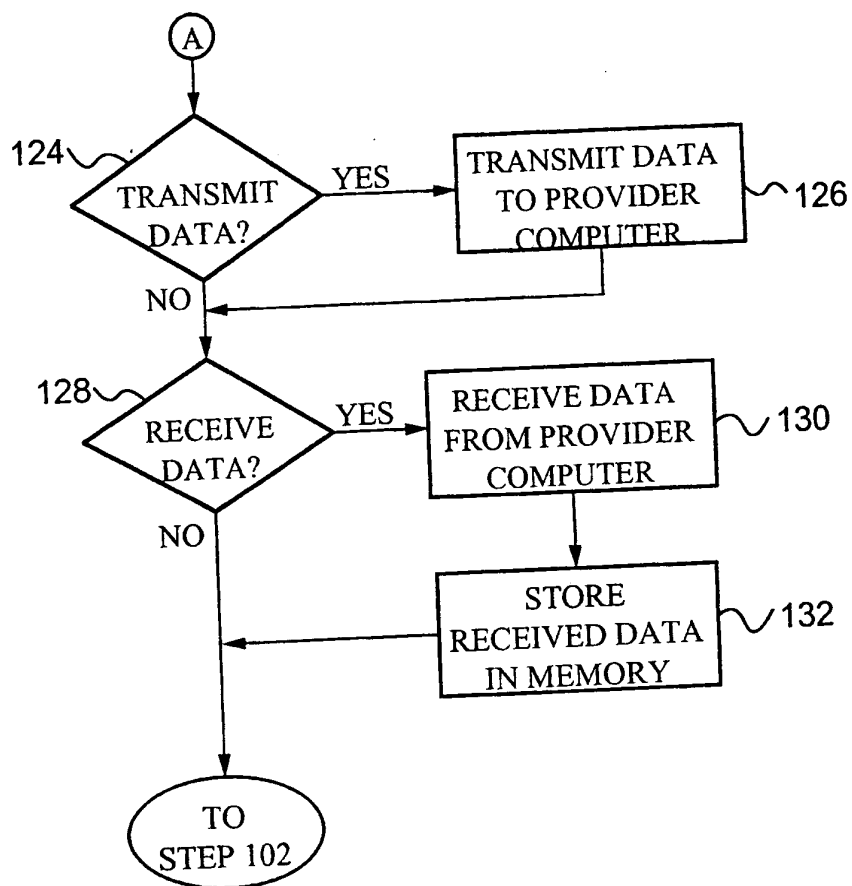 A
124
TRANSMIT
DATA?
YES
TRANSMIT DATA
TO PROVIDER
COMPUTER
126
NO
128
RECEIVE
DATA?
YES
RECEIVE DATA
FROM PROVIDER
COMPUTER
130
NO
STORE
RECEIVED DATA
IN MEMORY
132
TO
STEP 102